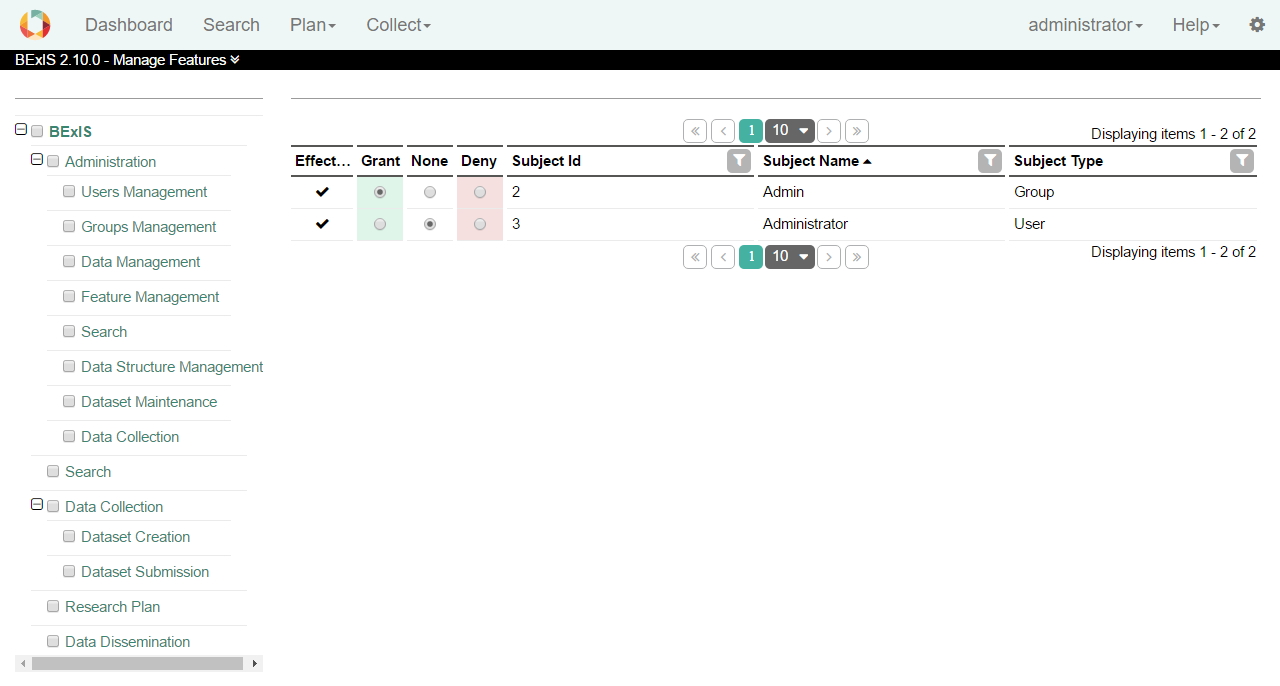 Dashboard Search Plan Collect administrator Help
BExIS 2.10.0 - Manage Features
BExIS
Administration
Users Management
Groups Management
Data Management
Feature Management
Search
Data Structure Management
Dataset Maintenance
Data Collection
Search
Data Collection
Dataset Creation
Dataset Submission
Research Plan
Data Dissemination
« ‹ 1 10 › » Displaying items 1 - 2 of 2
Effect... Grant None Deny Subject Id Subject Name Subject Type
2 Admin Group
3 Administrator User
« ‹ 1 10 › » Displaying items 1 - 2 of 2